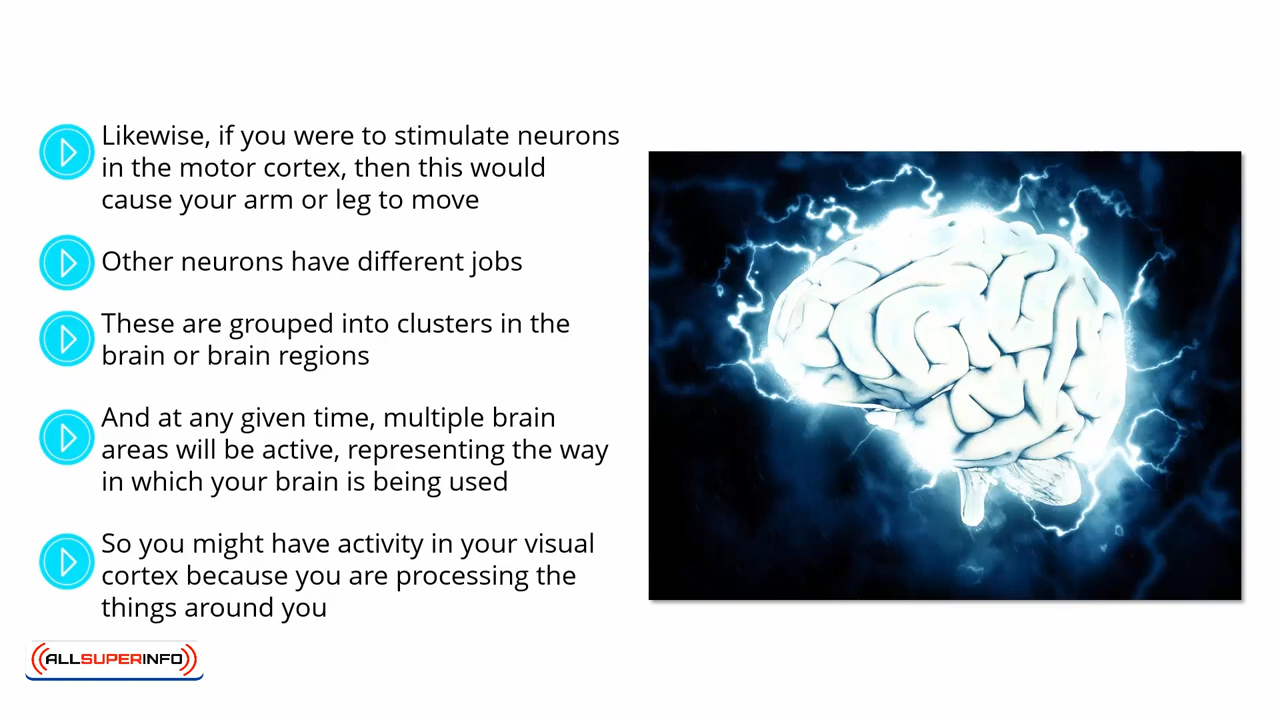 Likewise, if you were to stimulate neurons
in the motor cortex, then this would
cause your arm or leg to move
Other neurons have different jobs
These are grouped into clusters in the
brain or brain regions
And at any given time, multiple brain
areas will be active, representing the way
in which your brain is being used
So you might have activity in your visual
cortex because you are processing the
things around you
ALLSUPERINFO